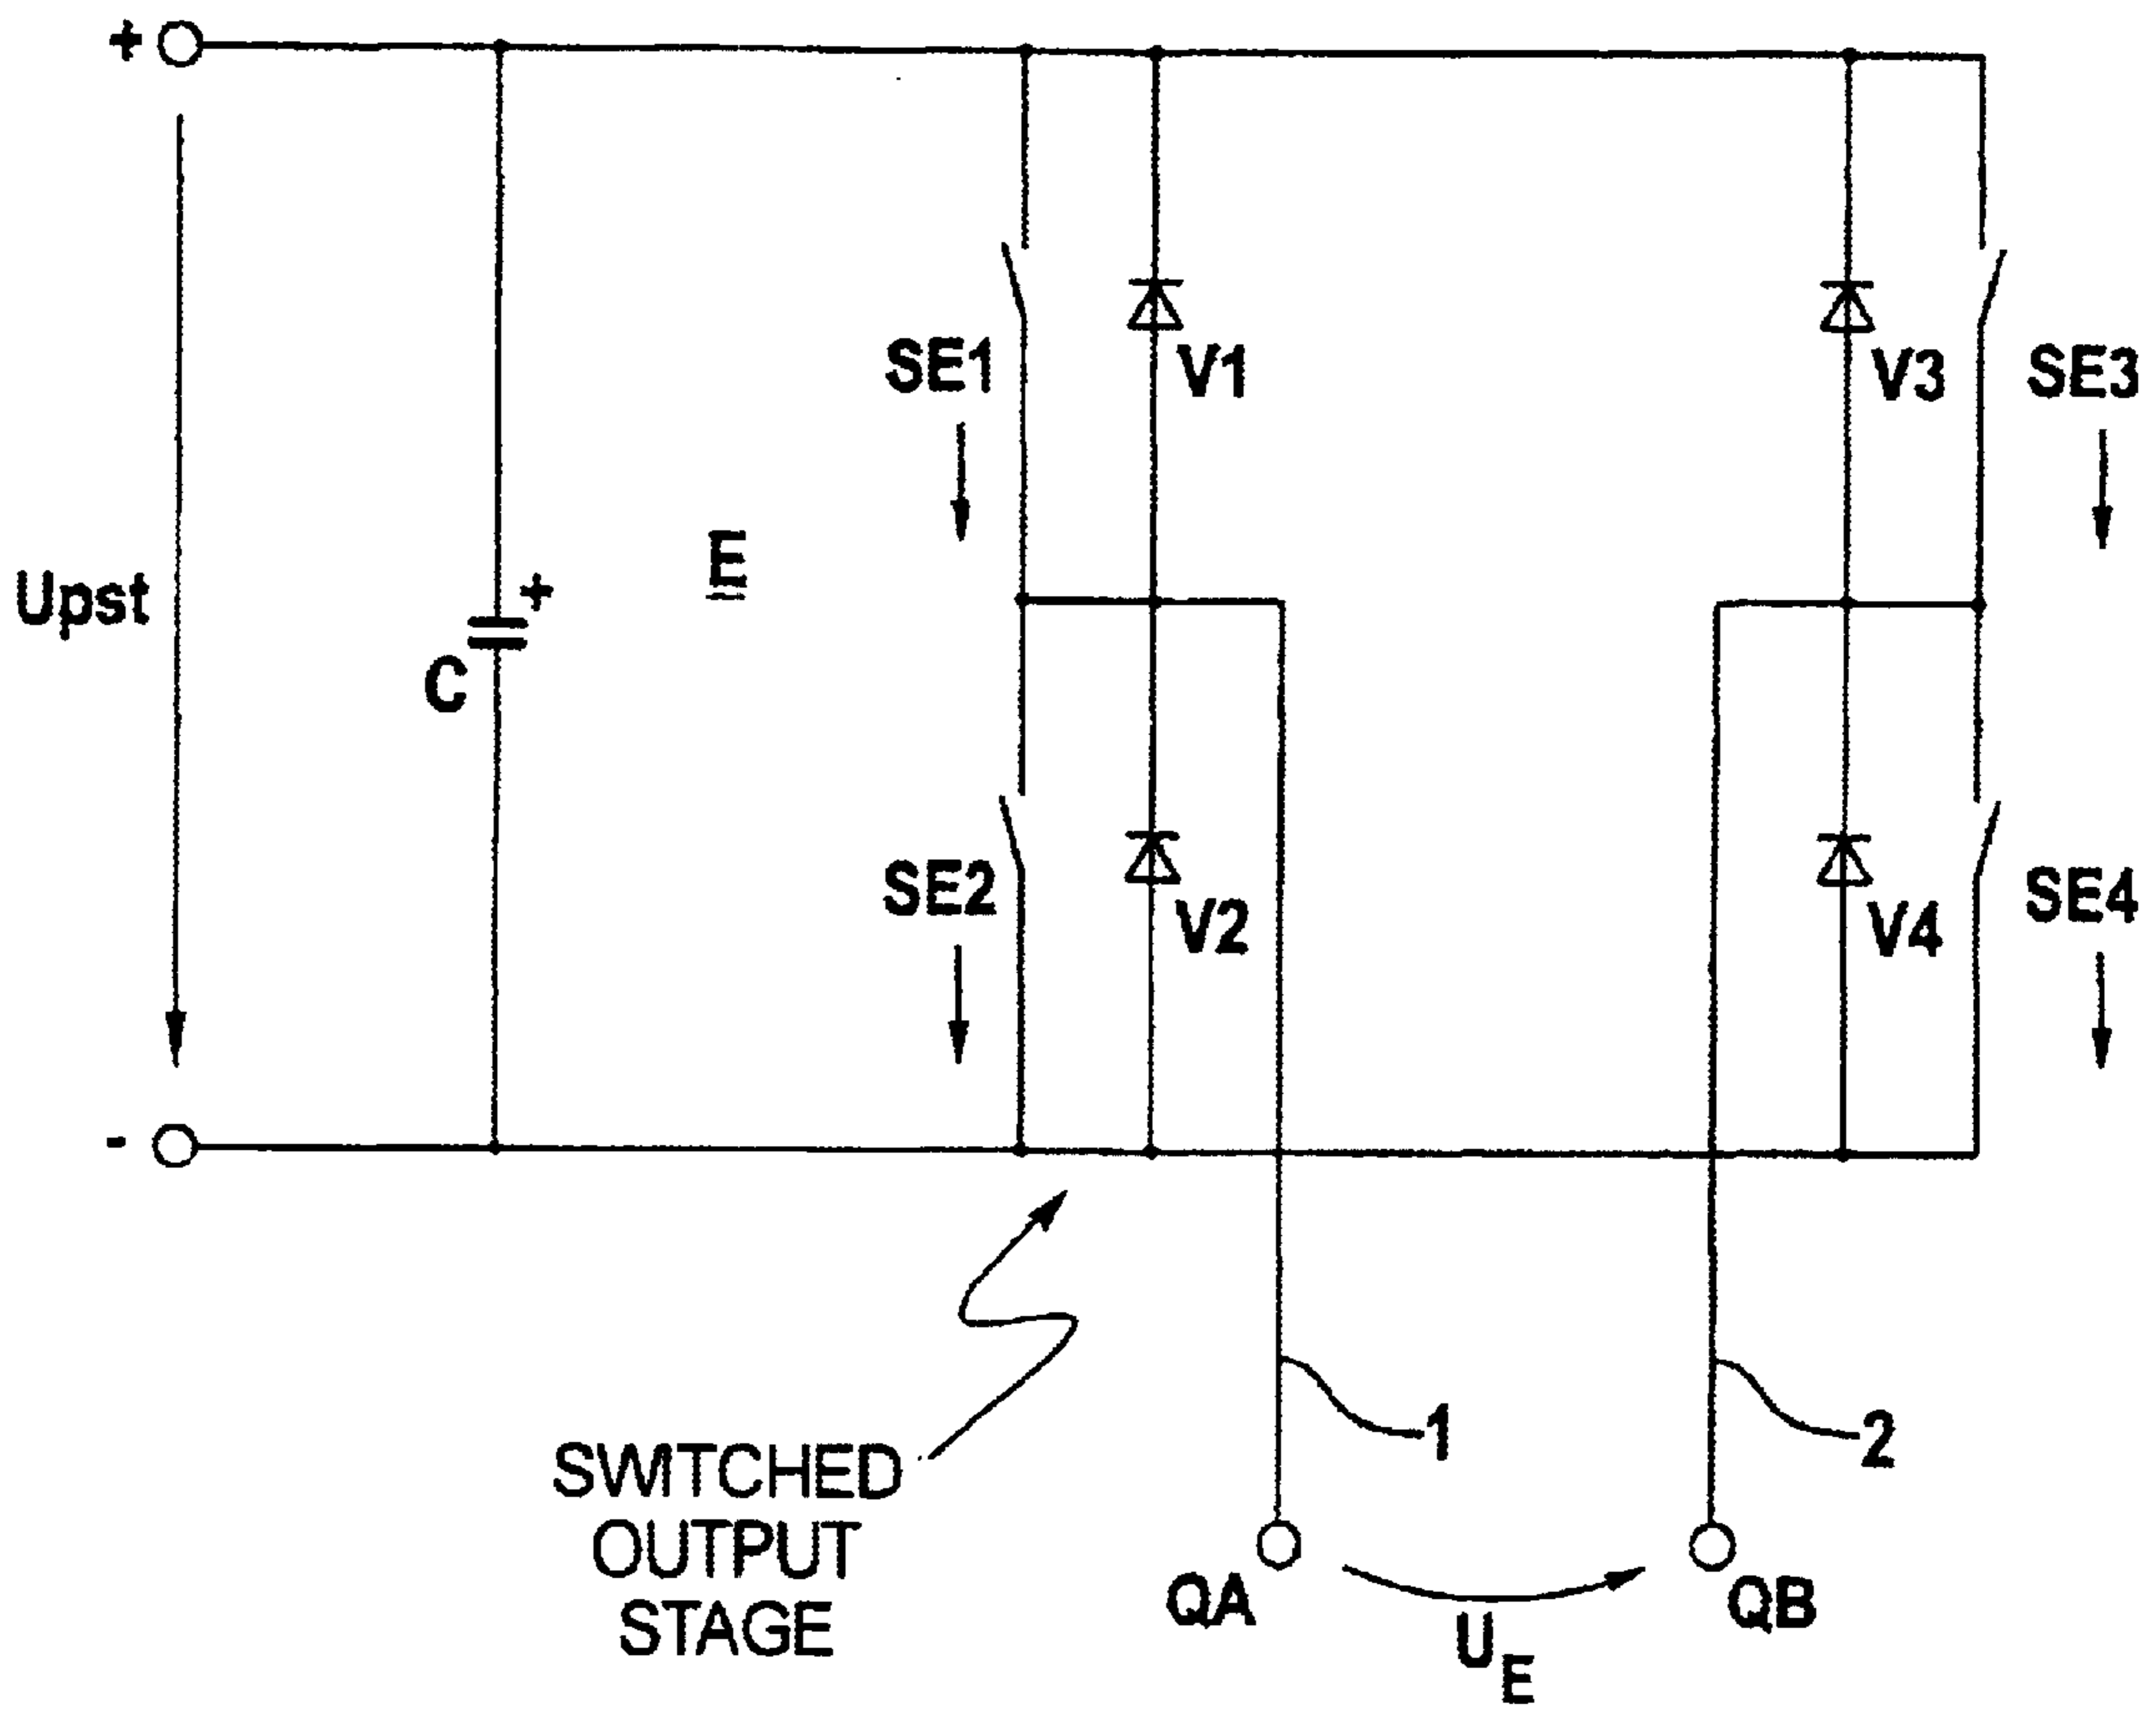 +
SE1
V1
V3
SE3
E
Upst
+
C
SE2
V2
V4
SE4
-
SWITCHED
OUTPUT
STAGE
1
2
QA
QB
UE